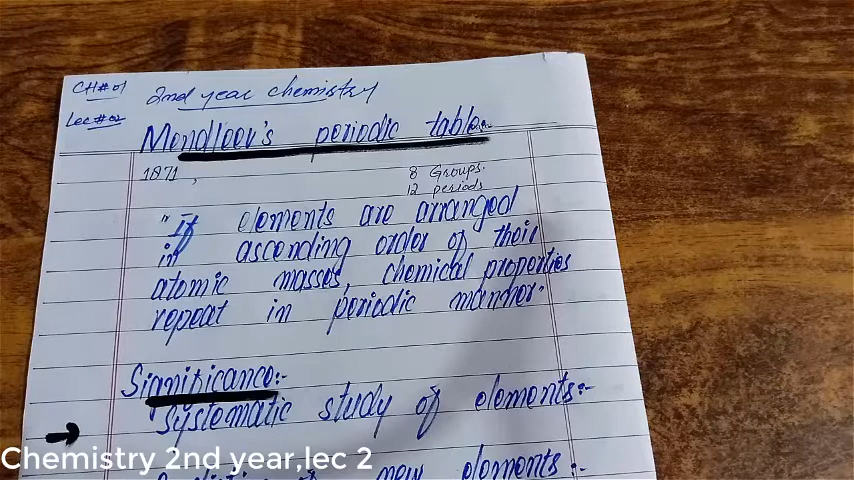 CH#01 2nd year chemistry
Lec#02
Mendleev's periodic table:-
1871,
8 Groups.
12 periods
"If elements are arranged
in ascending order of their
atomic masses, chemical properties
repeat in periodic manner."
Significance:-
→ Systematic study of elements:-
of new elements:-
Chemistry 2nd year,lec 2